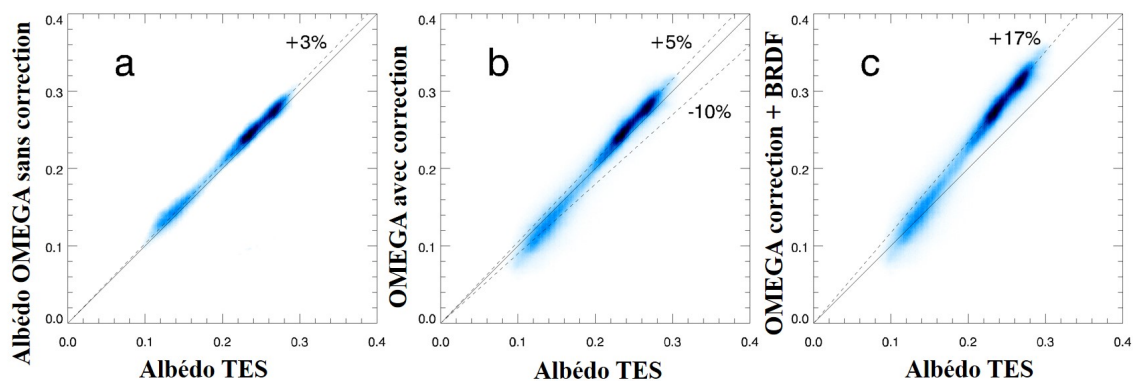 Albédo OMEGA sans correction
a
+3%
0.4
0.3
0.2
0.1
0.0
0.0 0.1 0.2 0.3 0.4
Albédo TES
OMEGA avec correction
b
+5%
-10%
0.4
0.3
0.2
0.1
0.0
0.0 0.1 0.2 0.3 0.4
Albédo TES
OMEGA correction + BRDF
c
+17%
0.4
0.3
0.2
0.1
0.0
0.0 0.1 0.2 0.3 0.4
Albédo TES